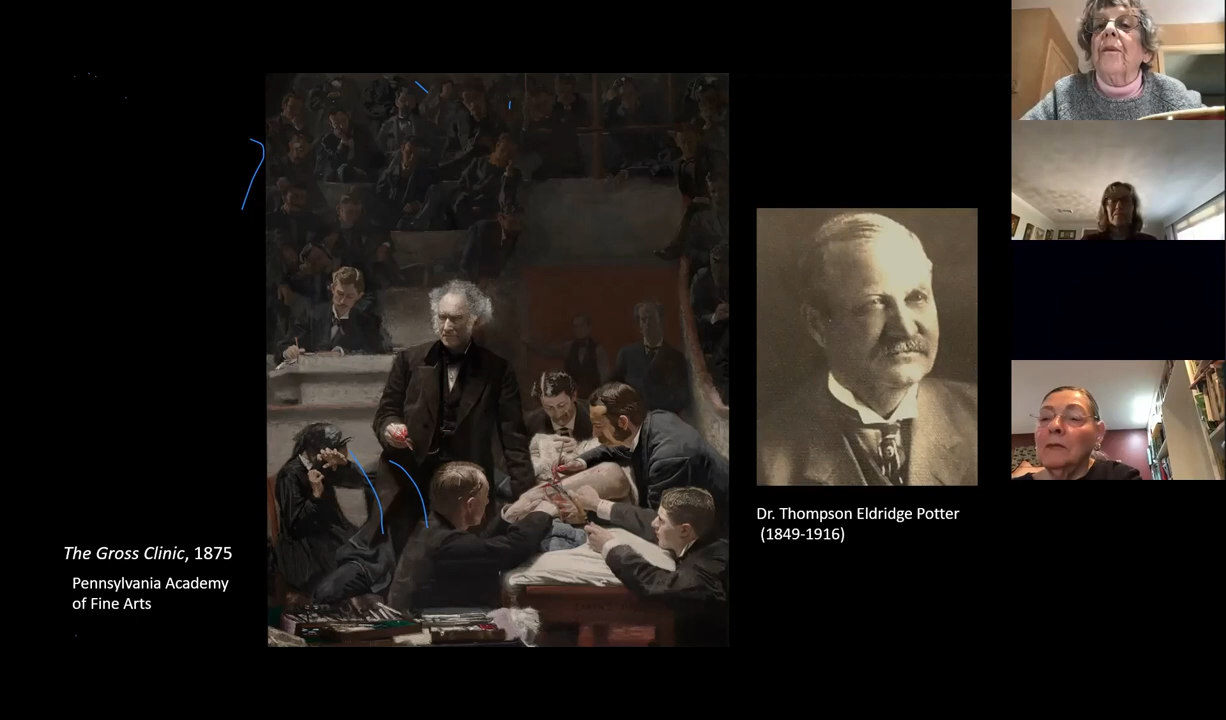 The Gross Clinic, 1875
Pennsylvania Academy
of Fine Arts
Dr. Thompson Eldridge Potter
(1849-1916)